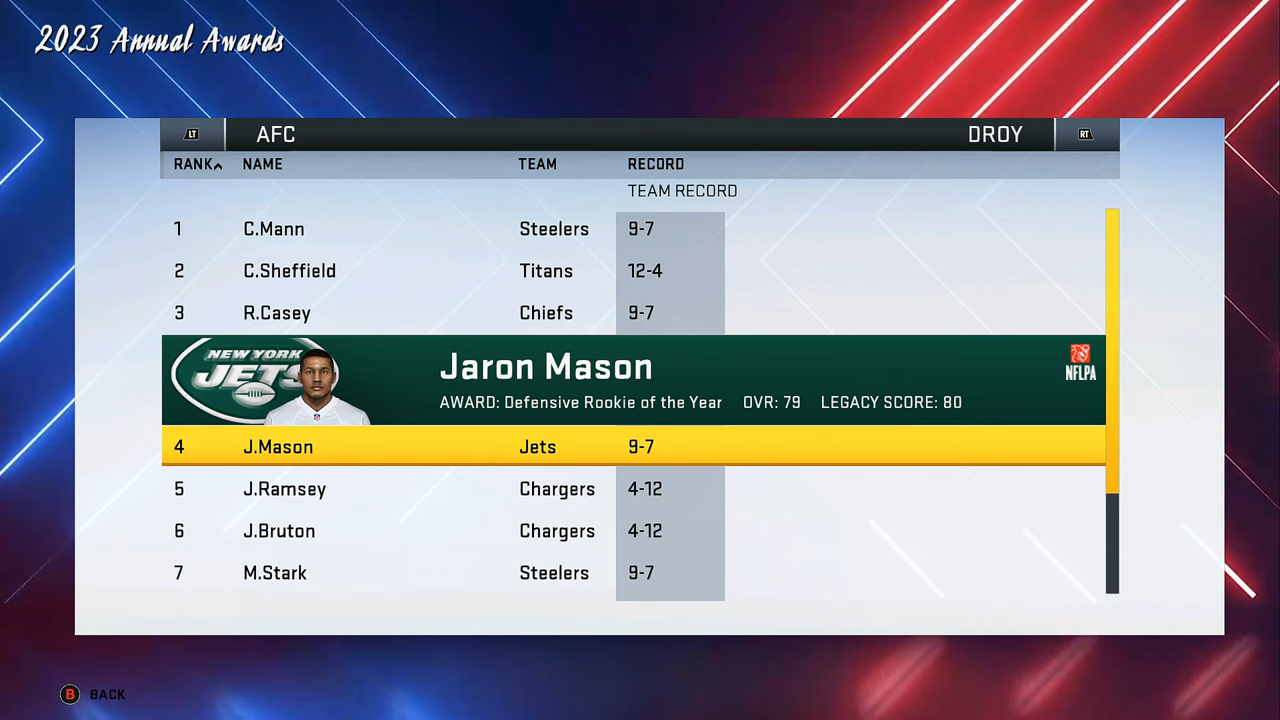 2023 Annual Awards
LT AFC DROY RT
RANK NAME TEAM RECORD
TEAM RECORD
1 C.Mann Steelers 9-7
2 C.Sheffield Titans 12-4
3 R.Casey Chiefs 9-7
NEW YORK
JETS
Jaron Mason
NFLPA
AWARD: Defensive Rookie of the Year OVR: 79 LEGACY SCORE: 80
4 J.Mason Jets 9-7
5 J.Ramsey Chargers 4-12
6 J.Bruton Chargers 4-12
7 M.Stark Steelers 9-7
B BACK